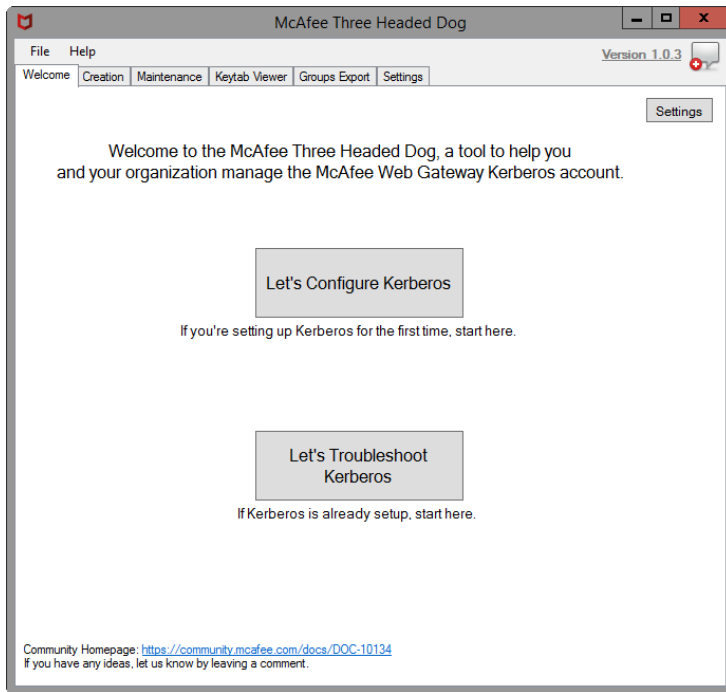 McAfee Three Headed Dog
File Help
Version 1.0.3
Welcome Creation Maintenance Keytab Viewer Groups Export Settings
Settings
Welcome to the McAfee Three Headed Dog, a tool to help you
and your organization manage the McAfee Web Gateway Kerberos account.
Let's Configure Kerberos
If you're setting up Kerberos for the first time, start here.
Let's Troubleshoot
Kerberos
If Kerberos is already setup, start here.
Community Homepage: https://community.mcafee.com/docs/DOC-10134
If you have any ideas, let us know by leaving a comment.